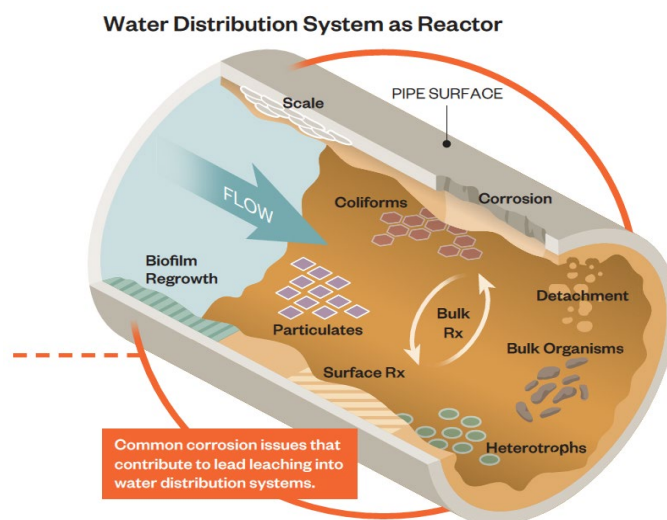 Water Distribution System as Reactor
Scale
PIPE SURFACE
Corrosion
FLOW
Coliforms
Biofilm
Regrowth
Detachment
Particulates
Bulk
Rx
Bulk Organisms
Surface Rx
Heterotrophs
Common corrosion issues that
contribute to lead leaching into
water distribution systems.